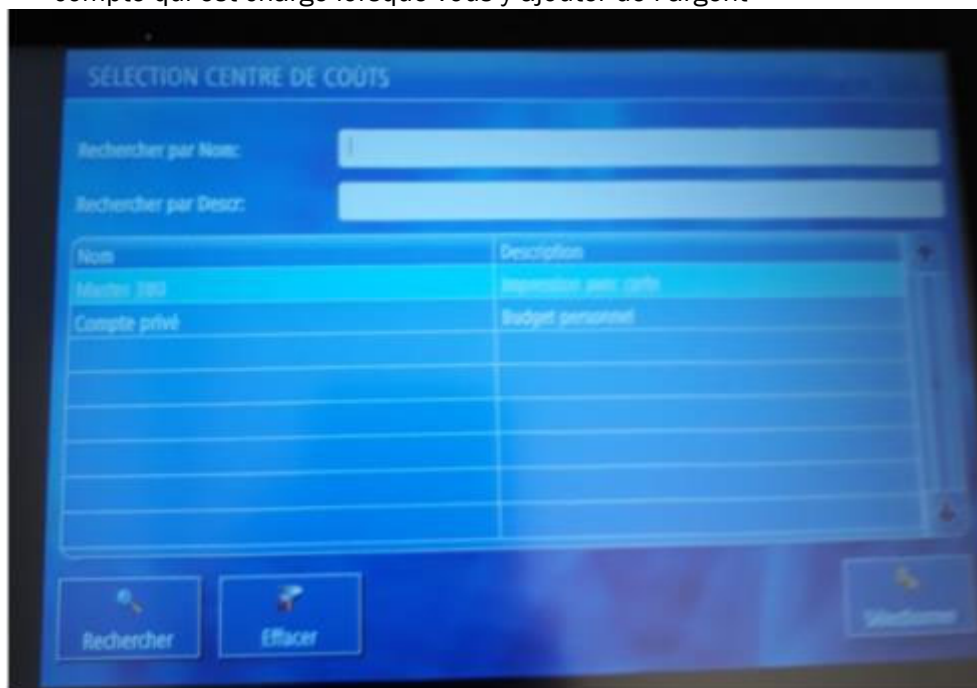 compte qui est chargé lorsque vous y ajouter de l'argent
SÉLECTION CENTRE DE COÛTS
Rechercher par Nom:
Rechercher par Descr:
Nom Description
Master Impression avec carte
Compte privé Budget personnel
Rechercher Effacer Sélectionner